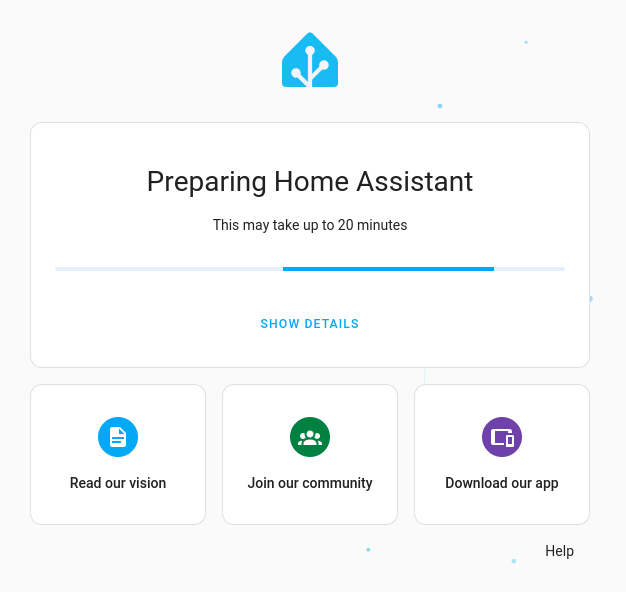 Preparing Home Assistant
This may take up to 20 minutes
SHOW DETAILS
Read our vision
Join our community
Download our app
Help